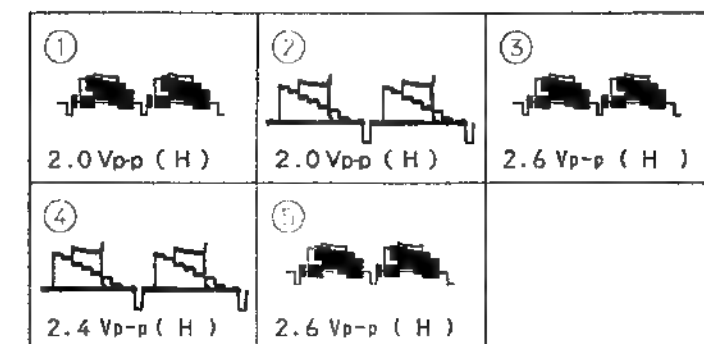 ① ② ③
2.0 Vp-p ( H ) 2.0 Vp-p ( H ) 2.6 Vp-p ( H )
④ ⑤
2.4 Vp-p ( H ) 2.6 Vp-p ( H )